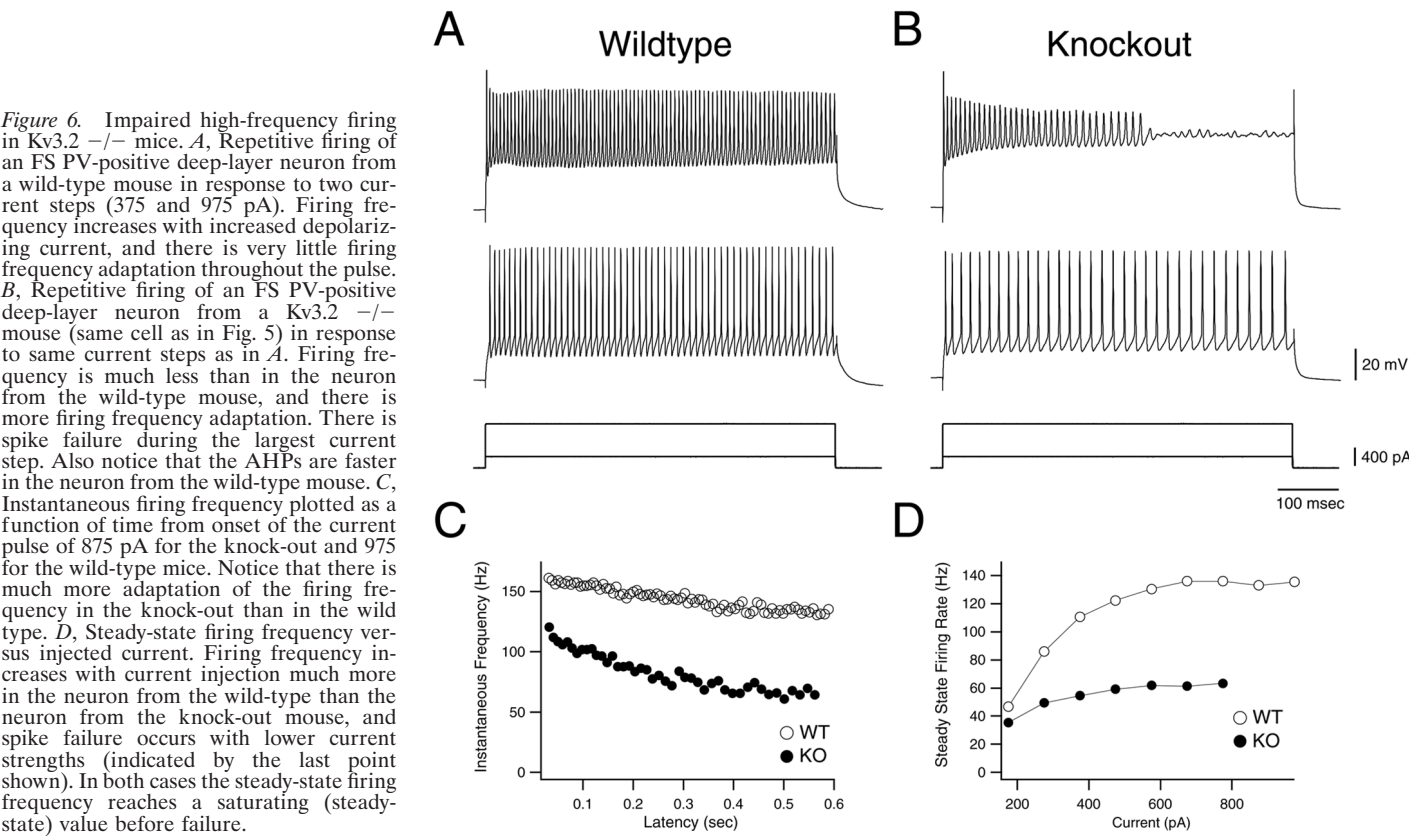 Figure 6. Impaired high-frequency firing
in Kv3.2 −/− mice. A, Repetitive firing of
an FS PV-positive deep-layer neuron from
a wild-type mouse in response to two cur-
rent steps (375 and 975 pA). Firing fre-
quency increases with increased depolariz-
ing current, and there is very little firing
frequency adaptation throughout the pulse.
B, Repetitive firing of an FS PV-positive
deep-layer neuron from a Kv3.2 −/−
mouse (same cell as in Fig. 5) in response
to same current steps as in A. Firing fre-
quency is much less than in the neuron
from the wild-type mouse, and there is
more firing frequency adaptation. There is
spike failure during the largest current
step. Also notice that the AHPs are faster
in the neuron from the wild-type mouse. C,
Instantaneous firing frequency plotted as a
function of time from onset of the current
pulse of 875 pA for the knock-out and 975
for the wild-type mice. Notice that there is
much more adaptation of the firing fre-
quency in the knock-out than in the wild
type. D, Steady-state firing frequency ver-
sus injected current. Firing frequency in-
creases with current injection much more
in the neuron from the wild-type than the
neuron from the knock-out mouse, and
spike failure occurs with lower current
strengths (indicated by the last point
shown). In both cases the steady-state firing
frequency reaches a saturating (steady-
state) value before failure.
A
Wildtype
B
Knockout
20 mV
400 pA
100 msec
C
Instantaneous Frequency (Hz)
150
100
50
0
WT
KO
0.1 0.2 0.3 0.4 0.5 0.6
Latency (sec)
D
Steady State Firing Rate (Hz)
140
120
100
80
60
40
20
0
WT
KO
200 400 600 800
Current (pA)